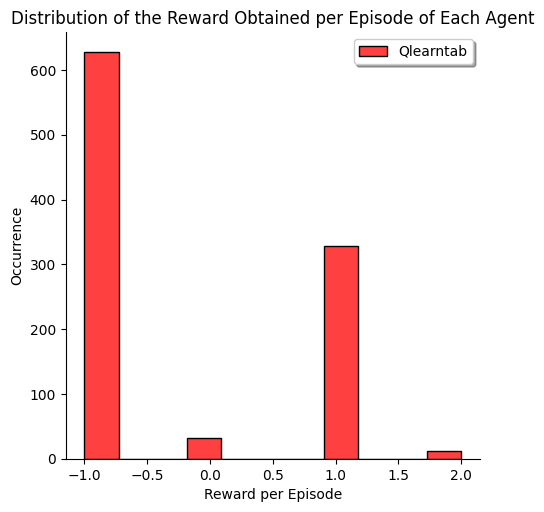 Distribution of the Reward Obtained per Episode of Each Agent
Qlearntab
600
500
400
300
200
100
0
Occurrence
−1.0 −0.5 0.0 0.5 1.0 1.5 2.0
Reward per Episode